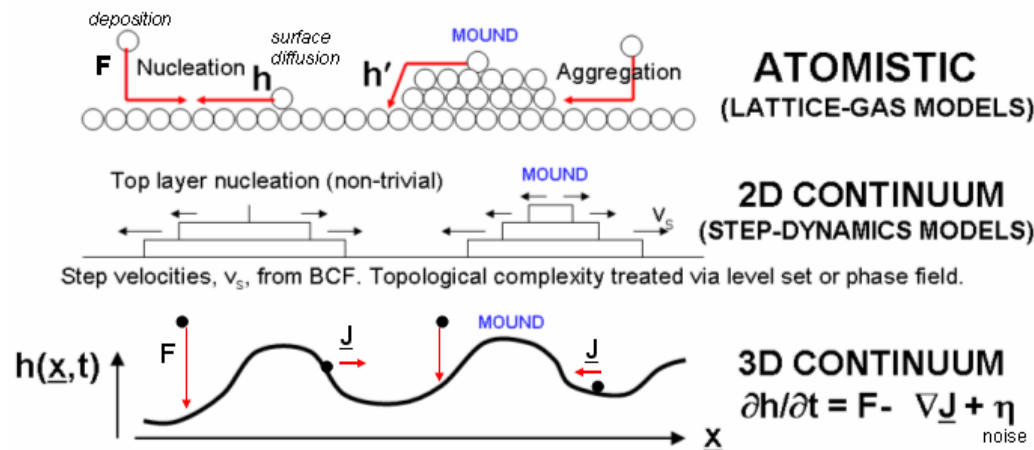 deposition
F
Nucleation
h
surface
diffusion
h′
MOUND
Aggregation
ATOMISTIC
(LATTICE-GAS MODELS)
Top layer nucleation (non-trivial)
MOUND
vs
2D CONTINUUM
(STEP-DYNAMICS MODELS)
Step velocities, vs, from BCF. Topological complexity treated via level set or phase field.
h(x,t)
F
J
MOUND
J
x
3D CONTINUUM
∂h/∂t = F- ∇J + η
noise